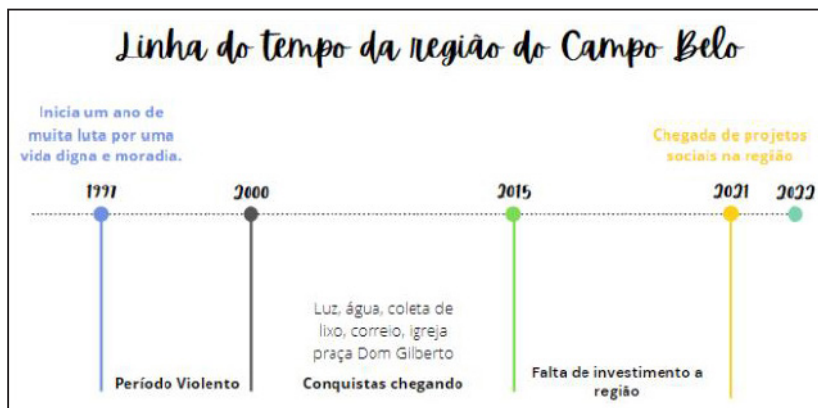 Linha do tempo da região do Campo Belo
Inicia um ano de
muita luta por uma
vida digna e moradia.
Chegada de projetos
sociais na região
1997
2000
2015
2021
2022
Luz, água, coleta de
lixo, correio, igreja
praça Dom Gilberto
Período Violento
Conquistas chegando
Falta de investimento a
região